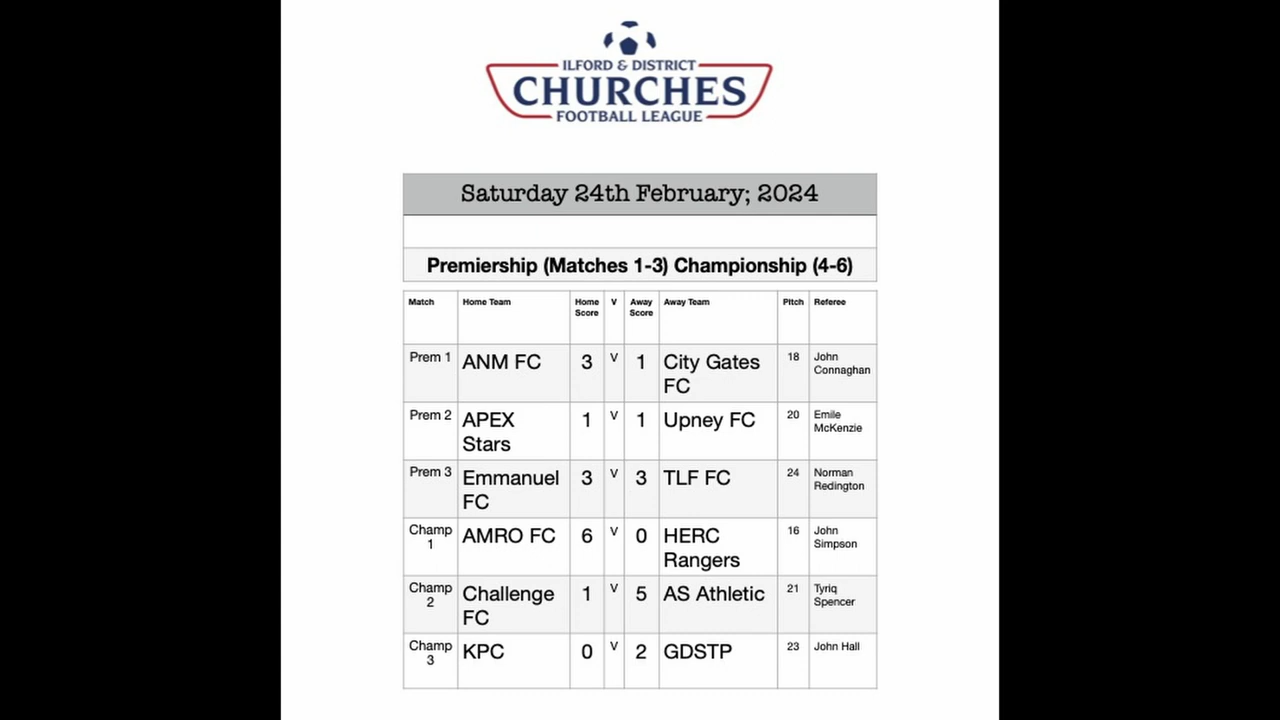 ILFORD & DISTRICT
CHURCHES
FOOTBALL LEAGUE
Saturday 24th February; 2024
Premiership (Matches 1-3) Championship (4-6)
Match Home Team Home Score V Away Score Away Team Pitch Referee
Prem 1 ANM FC 3 V 1 City Gates FC 18 John Connaghan
Prem 2 APEX Stars 1 V 1 Upney FC 20 Emile McKenzie
Prem 3 Emmanuel FC 3 V 3 TLF FC 24 Norman Redington
Champ 1 AMRO FC 6 V 0 HERC Rangers 16 John Simpson
Champ 2 Challenge FC 1 V 5 AS Athletic 21 Tyriq Spencer
Champ 3 KPC 0 V 2 GDSTP 23 John Hall